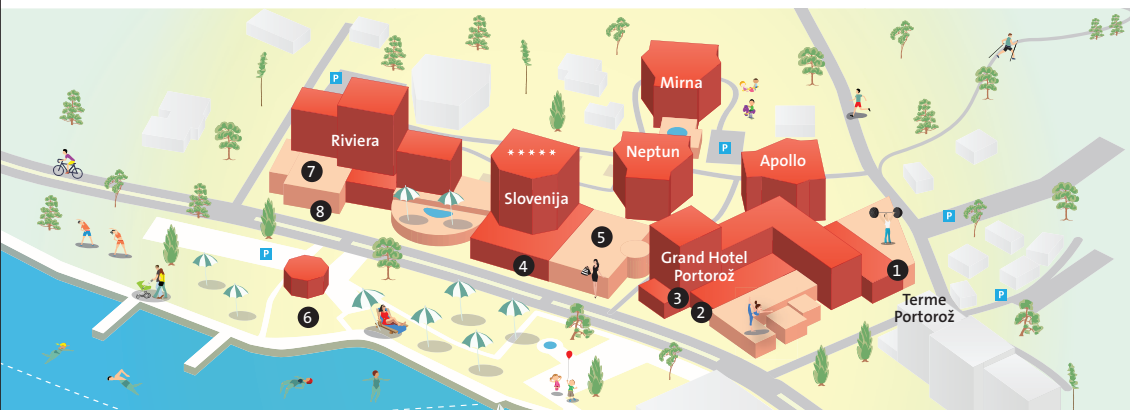 Mirna
P
Riviera
Neptun
P
Apollo
*****
Slovenija
7
8
P
5
4
Grand Hotel
Portorož
P
1
3
2
6
Terme
Portorož
P